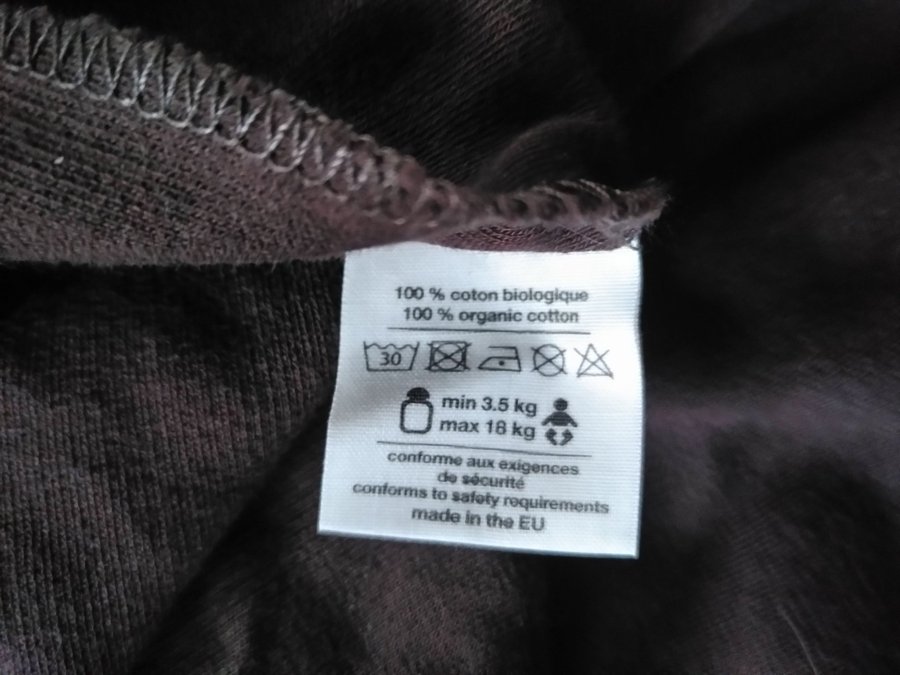 100 % coton biologique
100 % organic cotton
30
min 3.5 kg
max 18 kg
conforme aux exigences
de sécurité
conforms to safety requirements
made in the EU